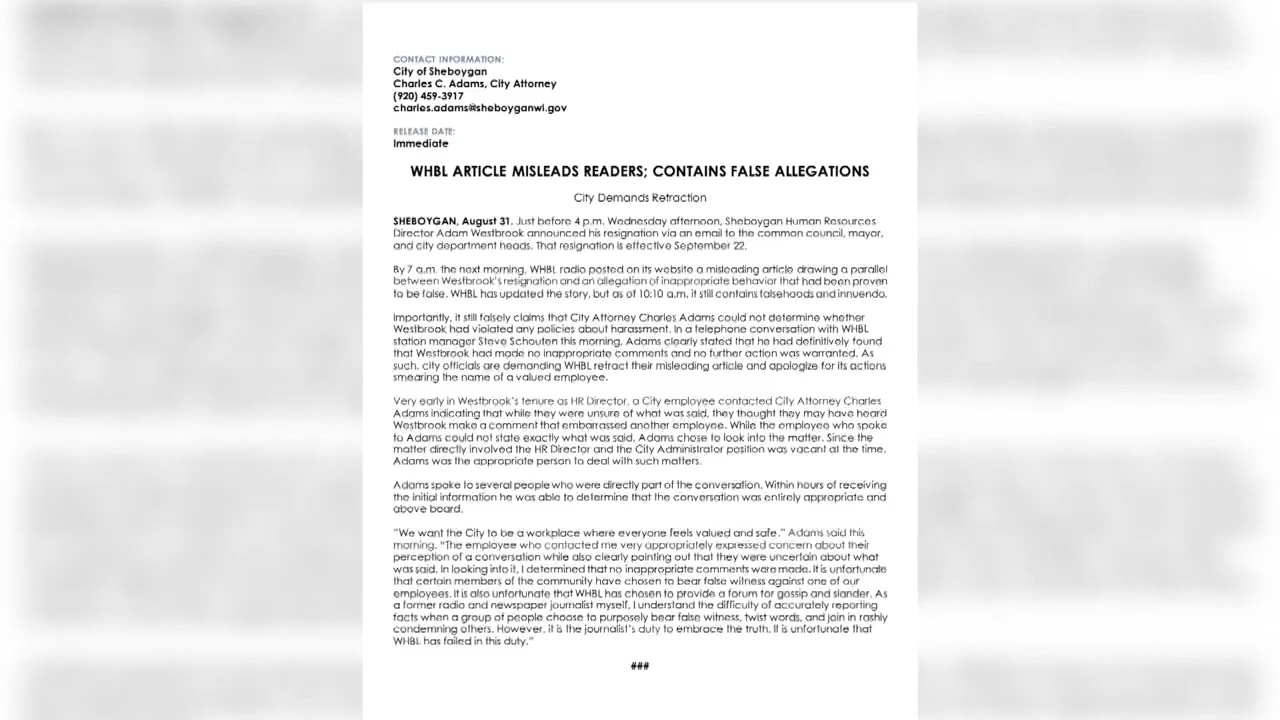 CONTACT INFORMATION:
City of Sheboygan
Charles C. Adams, City Attorney
(920) 459-3917
charles.adams@sheboyganwi.gov
RELEASE DATE:
Immediate
WHBL ARTICLE MISLEADS READERS; CONTAINS FALSE ALLEGATIONS
City Demands Retraction
SHEBOYGAN, August 31. Just before 4 p.m. Wednesday afternoon, Sheboygan Human Resources
Director Adam Westbrook announced his resignation via an email to the common council, mayor,
and city department heads. That resignation is effective September 22.
By 7 a.m. the next morning, WHBL radio posted on its website a misleading article drawing a parallel
between Westbrook's resignation and an allegation of inappropriate behavior that had been proven
to be false. WHBL has updated the story, but as of 10:10 a.m. it still contains falsehoods and innuendo.
Importantly, it still falsely claims that City Attorney Charles Adams could not determine whether
Westbrook had violated any policies about harassment. In a telephone conversation with WHBL
station manager Steve Schouten this morning, Adams clearly stated that he had definitively found
that Westbrook had made no inappropriate comments and no further action was warranted. As
such, city officials are demanding WHBL retract their misleading article and apologize for its actions
smearing the name of a valued employee.
Very early in Westbrook's tenure as HR Director, a City employee contacted City Attorney Charles
Adams indicating that while they were unsure of what was said, they thought they may have heard
Westbrook make a comment that embarrassed another employee. While the employee who spoke
to Adams could not state exactly what was said, Adams chose to look into the matter. Since the
matter directly involved the HR Director and the City Administrator position was vacant at the time,
Adams was the appropriate person to deal with such matters.
Adams spoke to several people who were directly part of the conversation. Within hours of receiving
the initial information he was able to determine that the conversation was entirely appropriate and
above board.
"We want the City to be a workplace where everyone feels valued and safe," Adams said this
morning. "The employee who contacted me very appropriately expressed concern about their
perception of a conversation while also clearly pointing out that they were uncertain about what
was said. In looking into it, I determined that no inappropriate comments were made. It is unfortunate
that certain members of the community have chosen to bear false witness against one of our
employees. It is also unfortunate that WHBL has chosen to provide a forum for gossip and slander. As
a former radio and newspaper journalist myself, I understand the difficulty of accurately reporting
facts when a group of people choose to purposely bear false witness, twist words, and join in rashly
condemning others. However, it is the journalist's duty to embrace the truth. It is unfortunate that
WHBL has failed in this duty."
###